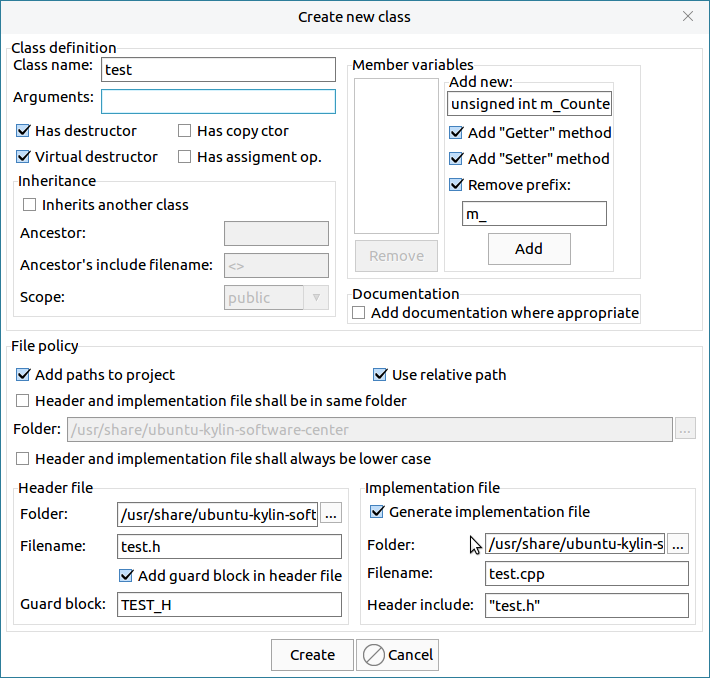 Create new class
Class definition
Class name: test
Arguments:
Has destructor
Has copy ctor
Virtual destructor
Has assigment op.
Inheritance
Inherits another class
Ancestor:
Ancestor's include filename: <>
Scope: public
Member variables
Remove
Add new:
unsigned int m_Counte
Add "Getter" method
Add "Setter" method
Remove prefix:
m_
Add
Documentation
Add documentation where appropriate
File policy
Add paths to project
Use relative path
Header and implementation file shall be in same folder
Folder: /usr/share/ubuntu-kylin-software-center ...
Header and implementation file shall always be lower case
Header file
Folder: /usr/share/ubuntu-kylin-soft ...
Filename: test.h
Add guard block in header file
Guard block: TEST_H
Implementation file
Generate implementation file
Folder: /usr/share/ubuntu-kylin-s ...
Filename: test.cpp
Header include: "test.h"
Create
Cancel